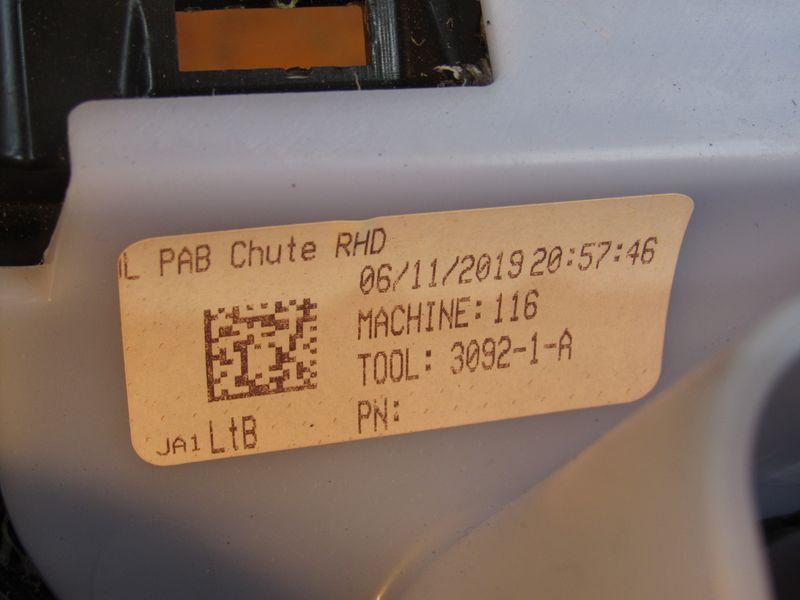 L PAB Chute RHD
06/11/2019 20:57:46
MACHINE: 116
TOOL: 3092-1-A
PN:
JA1 LtB